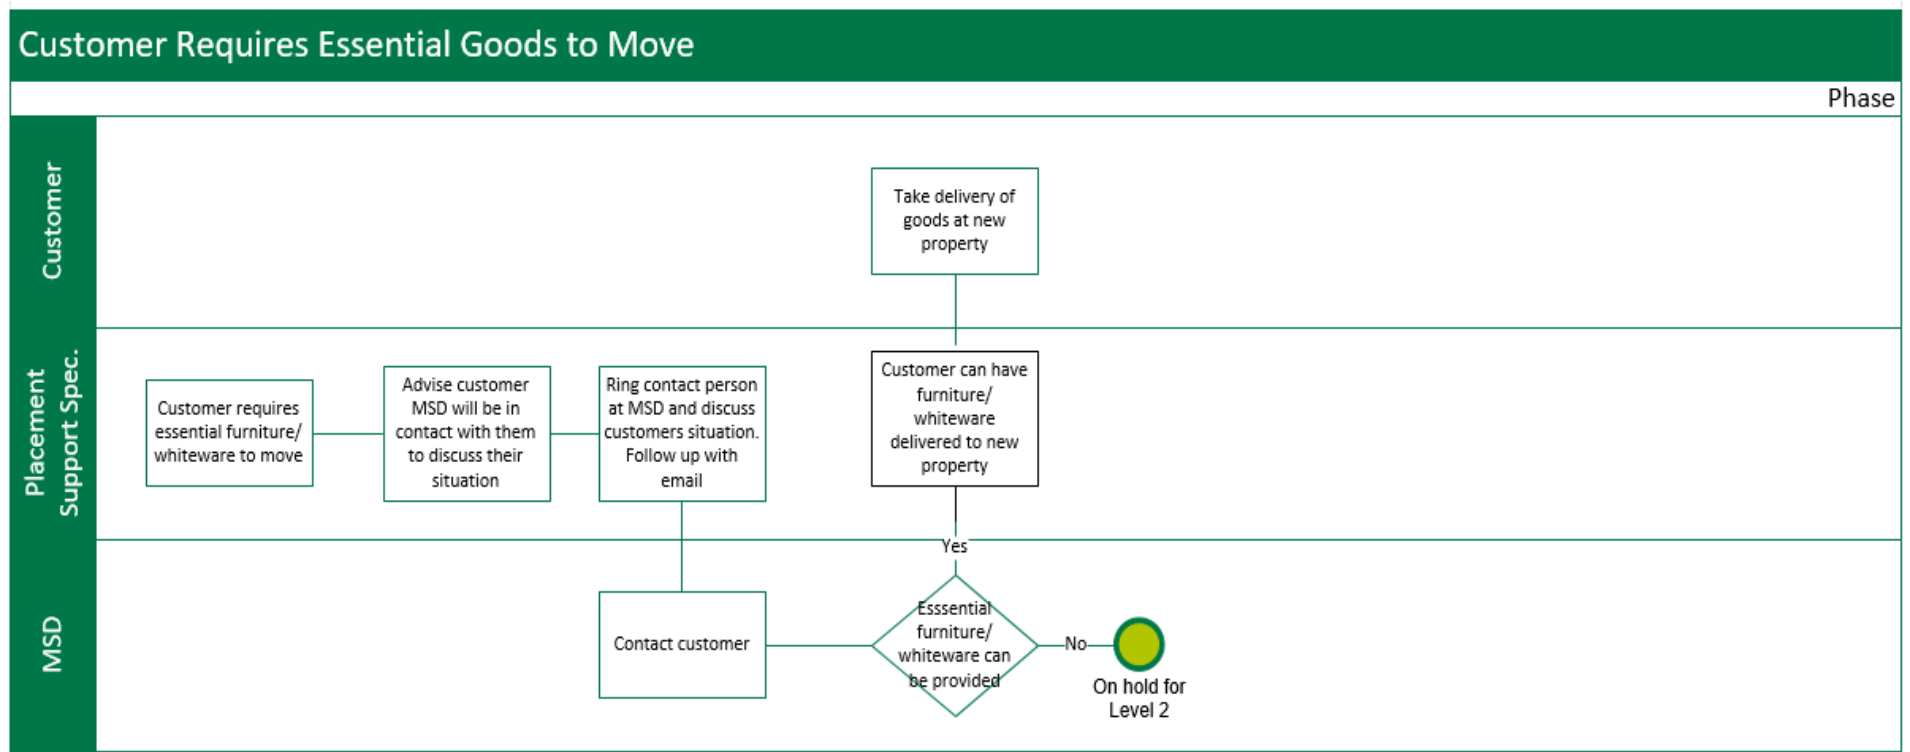 Customer Requires Essential Goods to Move
Phase
Customer
Take delivery of
goods at new
property
Placement
Support Spec.
Customer requires
essential furniture/
whiteware to move
Advise customer
MSD will be in
contact with them
to discuss their
situation
Ring contact person
at MSD and discuss
customers situation.
Follow up with
email
Customer can have
furniture/
whiteware
delivered to new
property
Yes
MSD
Contact customer
Esssential
furniture/
whiteware can
be provided
No
On hold for
Level 2